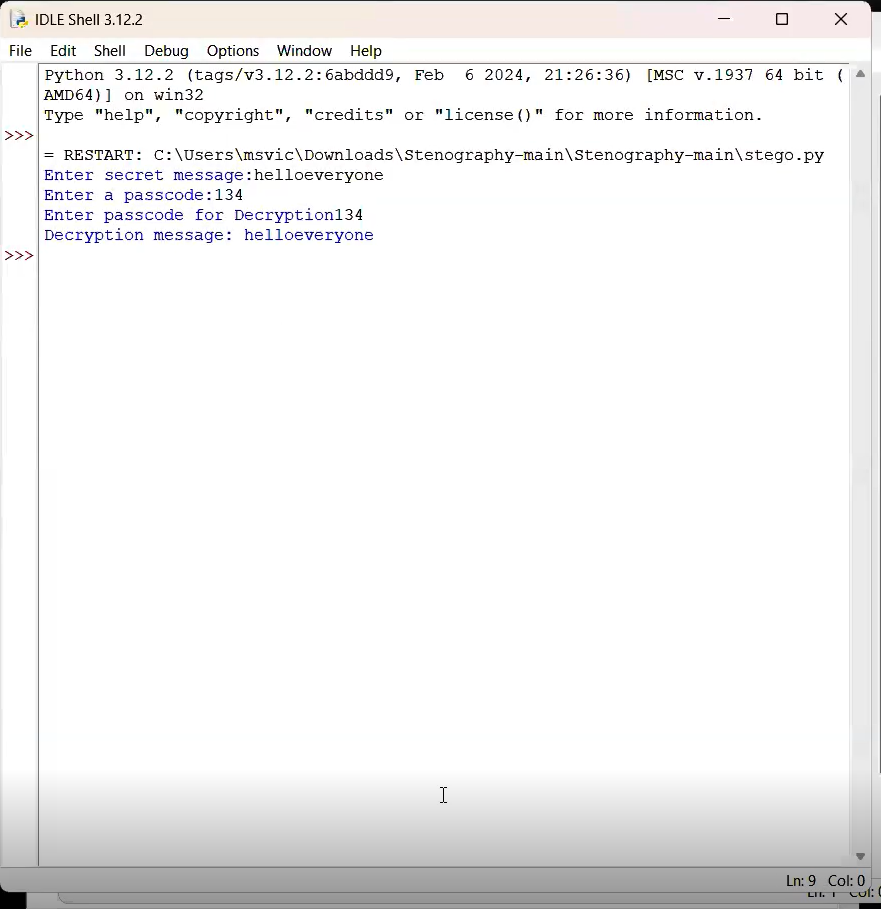 IDLE Shell 3.12.2
File Edit Shell Debug Options Window Help
Python 3.12.2 (tags/v3.12.2:6abddd9, Feb  6 2024, 21:26:36) [MSC v.1937 64 bit (
AMD64)] on win32
Type "help", "copyright", "credits" or "license()" for more information.
>>>
= RESTART: C:\Users\msvic\Downloads\Stenography-main\Stenography-main\stego.py
Enter secret message:helloeveryone
Enter a passcode:134
Enter passcode for Decryption134
Decryption message: helloeveryone
>>>
Ln: 9 Col: 0